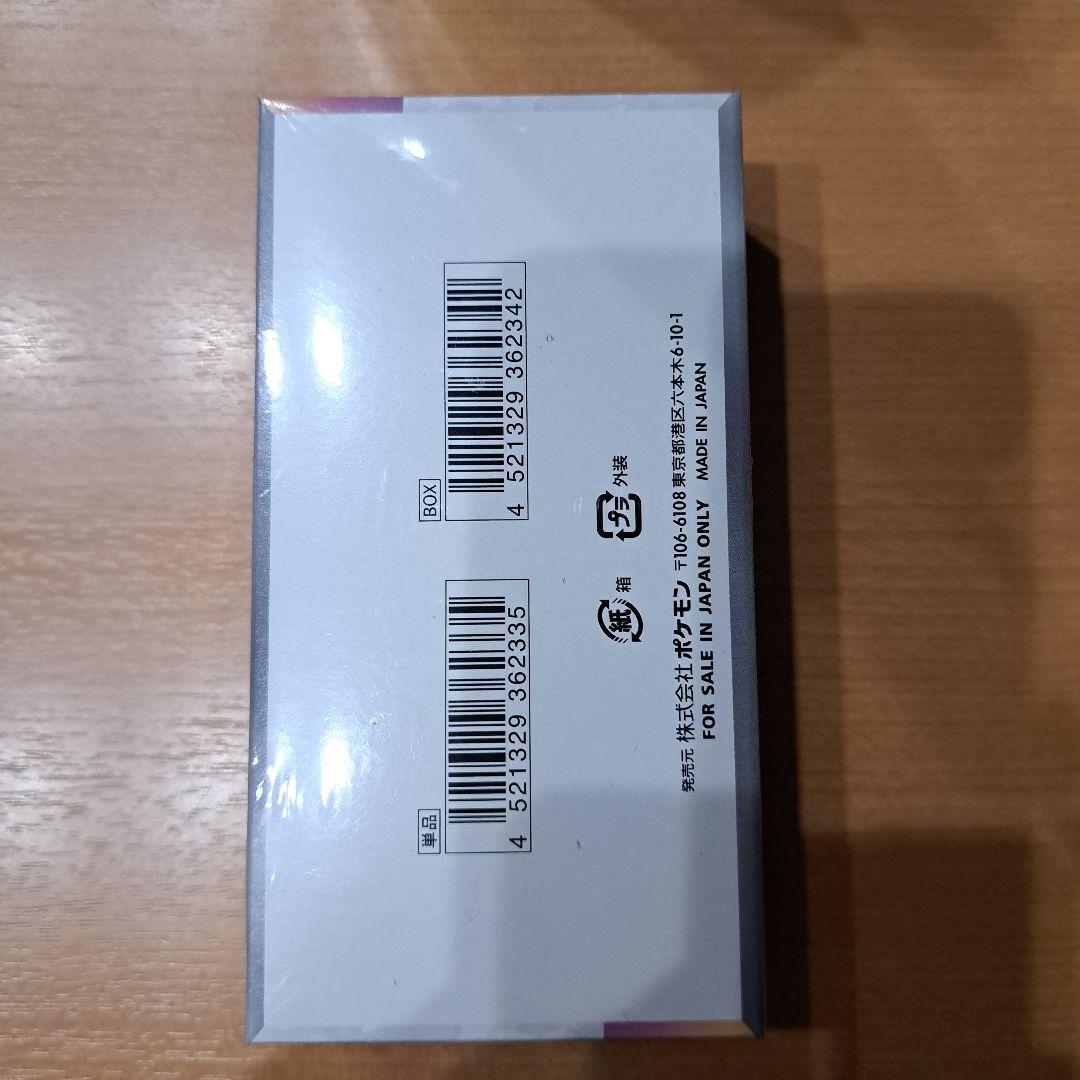 単品
4 521329 362335
BOX
4 521329 362342
紙 箱
プラ 外装
発売元 株式会社 ポケモン 〒106-6108 東京都港区六本木6-10-1
FOR SALE IN JAPAN ONLY MADE IN JAPAN